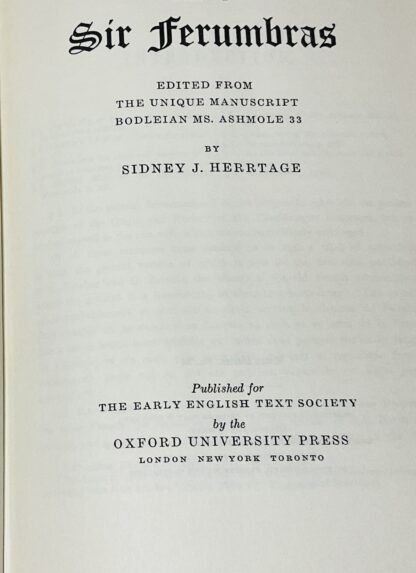 Sir Ferumbras
EDITED FROM
THE UNIQUE MANUSCRIPT
BODLEIAN MS. ASHMOLE 33
BY
SIDNEY J. HERRTAGE
Published for
THE EARLY ENGLISH TEXT SOCIETY
by the
OXFORD UNIVERSITY PRESS
LONDON NEW YORK TORONTO